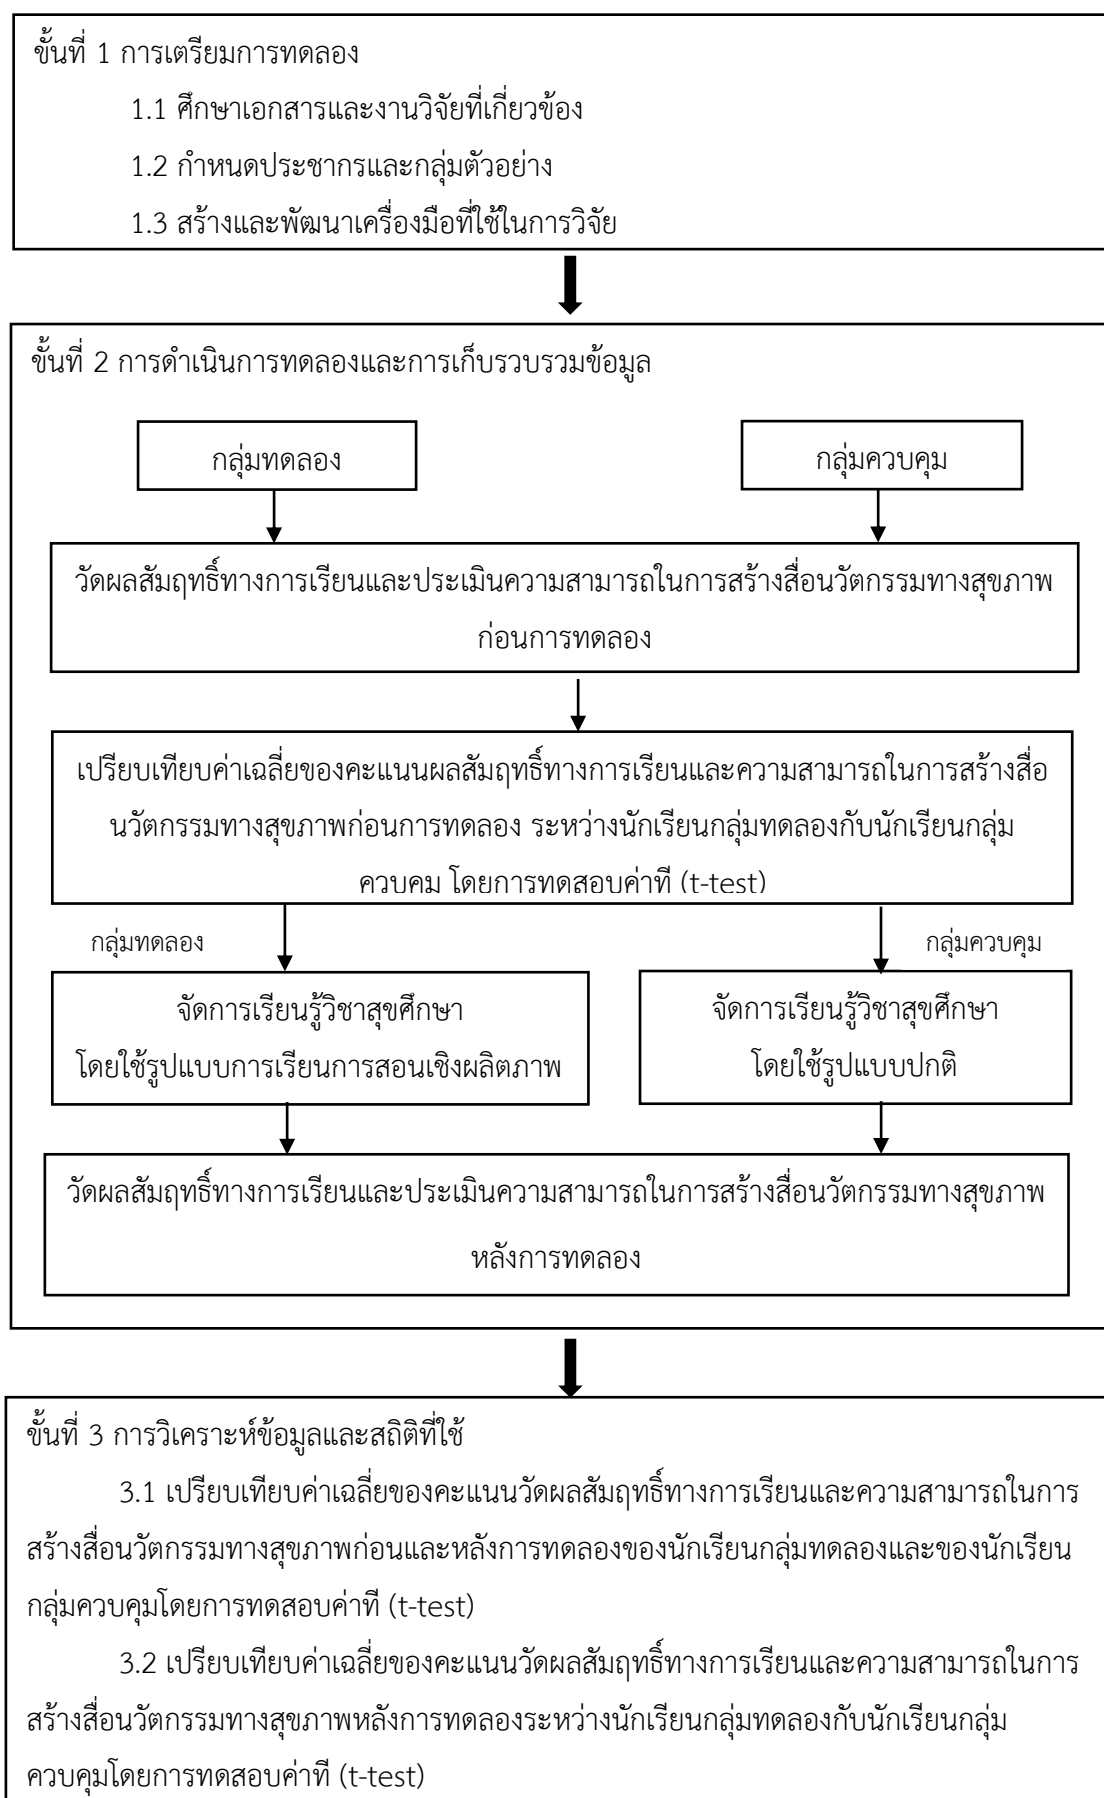 ขั้นที่ 1 การเตรียมการทดลอง
1.1 ศึกษาเอกสารและงานวิจัยที่เกี่ยวข้อง
1.2 กำหนดประชากรและกลุ่มตัวอย่าง
1.3 สร้างและพัฒนาเครื่องมือที่ใช้ในการวิจัย
ขั้นที่ 2 การดำเนินการทดลองและการเก็บรวบรวมข้อมูล
กลุ่มทดลอง
กลุ่มควบคุม
วัดผลสัมฤทธิ์ทางการเรียนและประเมินความสามารถในการสร้างสื่อนวัตกรรมทางสุขภาพ
ก่อนการทดลอง
เปรียบเทียบค่าเฉลี่ยของคะแนนผลสัมฤทธิ์ทางการเรียนและความสามารถในการสร้างสื่อ
นวัตกรรมทางสุขภาพก่อนการทดลอง ระหว่างนักเรียนกลุ่มทดลองกับนักเรียนกลุ่ม
ควบคุม โดยการทดสอบค่าที (t-test)
กลุ่มทดลอง
กลุ่มควบคุม
จัดการเรียนรู้วิชาสุขศึกษา
โดยใช้รูปแบบการเรียนการสอนเชิงผลิตภาพ
จัดการเรียนรู้วิชาสุขศึกษา
โดยใช้รูปแบบปกติ
วัดผลสัมฤทธิ์ทางการเรียนและประเมินความสามารถในการสร้างสื่อนวัตกรรมทางสุขภาพ
หลังการทดลอง
ขั้นที่ 3 การวิเคราะห์ข้อมูลและสถิติที่ใช้
3.1 เปรียบเทียบค่าเฉลี่ยของคะแนนวัดผลสัมฤทธิ์ทางการเรียนและความสามารถในการ
สร้างสื่อนวัตกรรมทางสุขภาพก่อนและหลังการทดลองของนักเรียนกลุ่มทดลองและของนักเรียน
กลุ่มควบคุมโดยการทดสอบค่าที (t-test)
3.2 เปรียบเทียบค่าเฉลี่ยของคะแนนวัดผลสัมฤทธิ์ทางการเรียนและความสามารถในการ
สร้างสื่อนวัตกรรมทางสุขภาพหลังการทดลองระหว่างนักเรียนกลุ่มทดลองกับนักเรียนกลุ่ม
ควบคุมโดยการทดสอบค่าที (t-test)